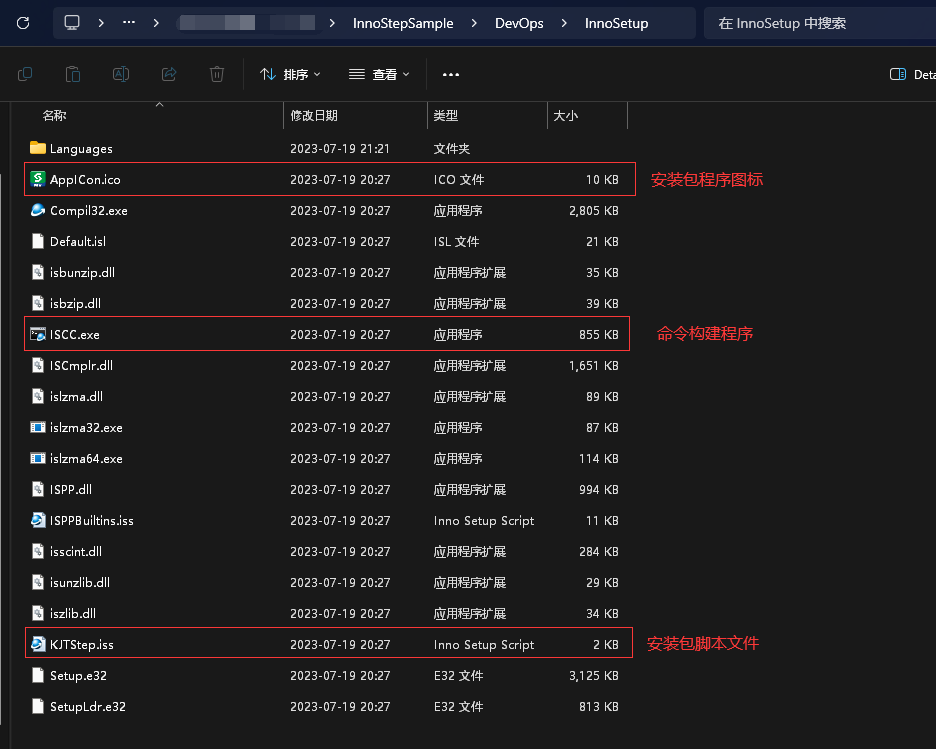 InnoStepSample > DevOps > InnoSetup 在 InnoSetup 中搜索
排序 查看 Deta
名称 修改日期 类型 大小
Languages 2023-07-19 21:21 文件夹
AppICon.ico 2023-07-19 20:27 ICO 文件 10 KB 安装包程序图标
Compil32.exe 2023-07-19 20:27 应用程序 2,805 KB
Default.isl 2023-07-19 20:27 ISL 文件 21 KB
isbunzip.dll 2023-07-19 20:27 应用程序扩展 35 KB
isbzip.dll 2023-07-19 20:27 应用程序扩展 39 KB
ISCC.exe 2023-07-19 20:27 应用程序 855 KB 命令构建程序
ISCmplr.dll 2023-07-19 20:27 应用程序扩展 1,651 KB
islzma.dll 2023-07-19 20:27 应用程序扩展 89 KB
islzma32.exe 2023-07-19 20:27 应用程序 87 KB
islzma64.exe 2023-07-19 20:27 应用程序 114 KB
ISPP.dll 2023-07-19 20:27 应用程序扩展 994 KB
ISPPBuiltins.iss 2023-07-19 20:27 Inno Setup Script 11 KB
isscint.dll 2023-07-19 20:27 应用程序扩展 284 KB
isunzlib.dll 2023-07-19 20:27 应用程序扩展 29 KB
iszlib.dll 2023-07-19 20:27 应用程序扩展 34 KB
KJTStep.iss 2023-07-19 20:27 Inno Setup Script 2 KB 安装包脚本文件
Setup.e32 2023-07-19 20:27 E32 文件 3,125 KB
SetupLdr.e32 2023-07-19 20:27 E32 文件 813 KB